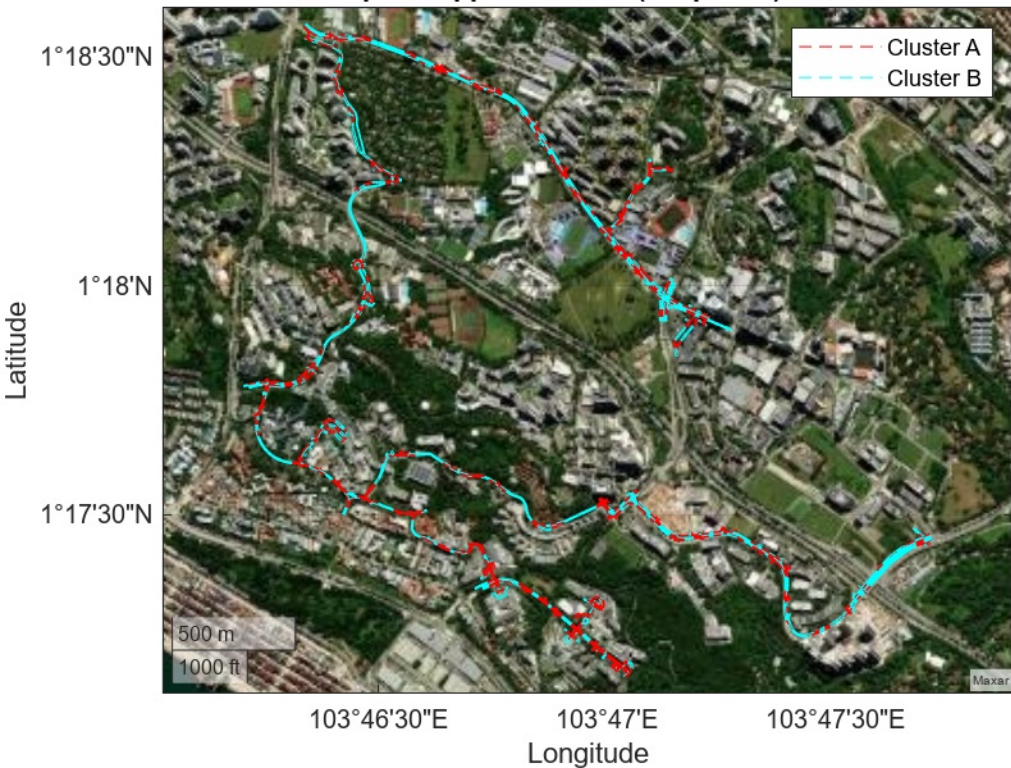 Cluster A
Cluster B
1°18'30"N
1°18'N
1°17'30"N
Latitude
500 m
1000 ft
Maxar
103°46'30"E
103°47'E
103°47'30"E
Longitude